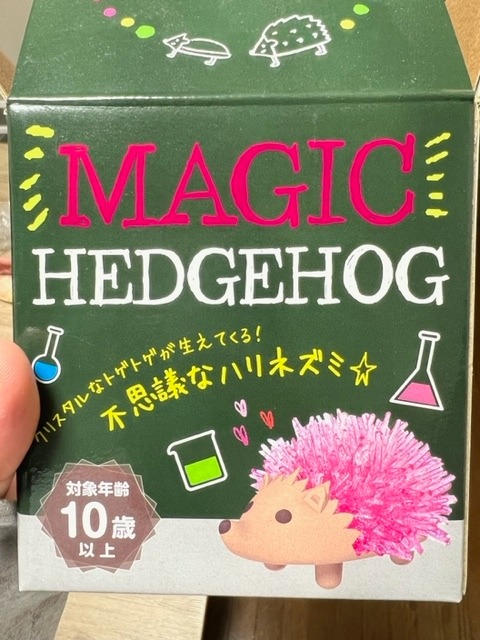 MAGIC
HEDGEHOG
クリスタルなトゲトゲが生えてくる!
不思議なハリネズミ☆
対象年齢
10歳
以上